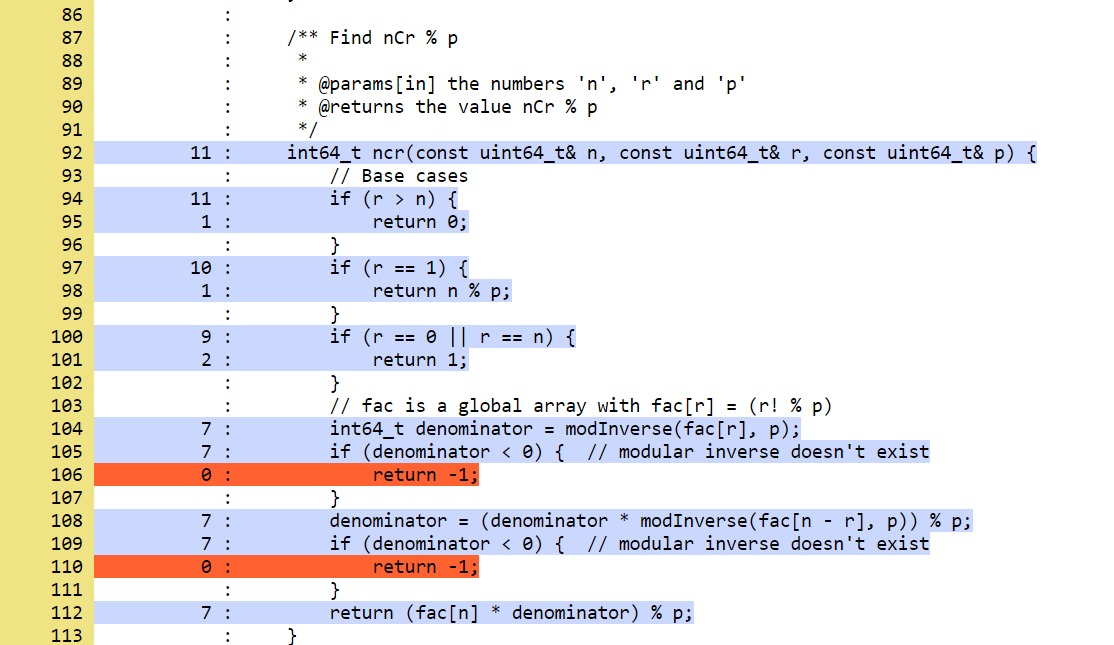 86 :
87 : /** Find nCr % p
88 : *
89 : * @params[in] the numbers 'n', 'r' and 'p'
90 : * @returns the value nCr % p
91 : */
92 11 : int64_t ncr(const uint64_t& n, const uint64_t& r, const uint64_t& p) {
93 : // Base cases
94 11 : if (r > n) {
95 1 : return 0;
96 : }
97 10 : if (r == 1) {
98 1 : return n % p;
99 : }
100 9 : if (r == 0 || r == n) {
101 2 : return 1;
102 : }
103 : // fac is a global array with fac[r] = (r! % p)
104 7 : int64_t denominator = modInverse(fac[r], p);
105 7 : if (denominator < 0) { // modular inverse doesn't exist
106 0 : return -1;
107 : }
108 7 : denominator = (denominator * modInverse(fac[n - r], p)) % p;
109 7 : if (denominator < 0) { // modular inverse doesn't exist
110 0 : return -1;
111 : }
112 7 : return (fac[n] * denominator) % p;
113 : }